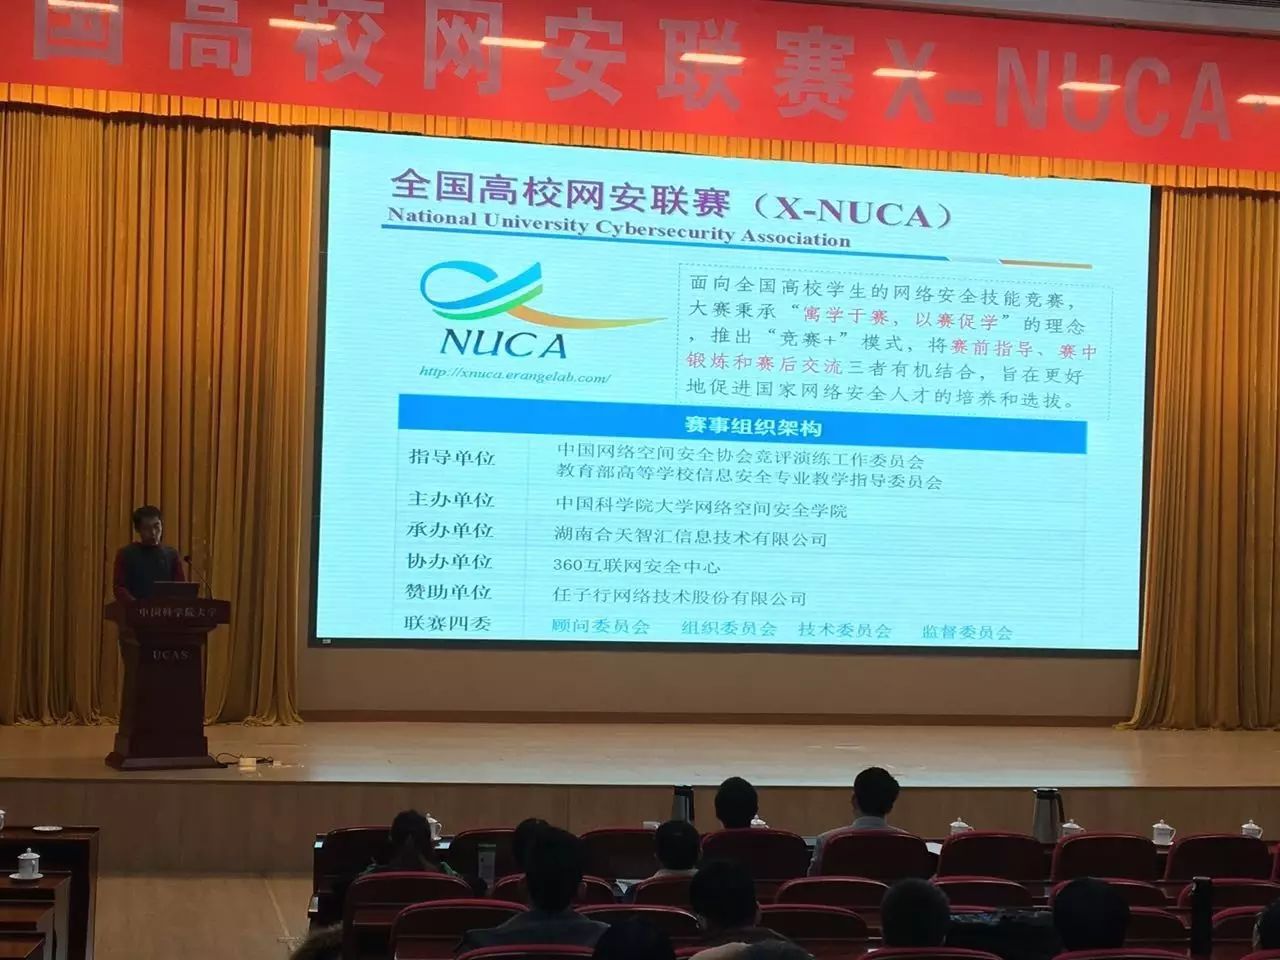 国高校网安联赛X-NUCA
全国高校网安联赛（X-NUCA）
National University Cybersecurity Association
NUCA
http://xnuca.erangelab.com/
面向全国高校学生的网络安全技能竞赛，
大赛秉承“寓学于赛，以赛促学”的理念
，推出“竞赛+”模式，将赛前指导、赛中
锻炼和赛后交流三者有机结合，旨在更好
地促进国家网络安全人才的培养和选拔。
赛事组织架构
指导单位
中国网络空间安全协会竞评演练工作委员会
教育部高等学校信息安全专业教学指导委员会
主办单位 中国科学院大学网络空间安全学院
承办单位 湖南合天智汇信息技术有限公司
协办单位 360互联网安全中心
赞助单位 任子行网络技术股份有限公司
联赛四委 顾问委员会 组织委员会 技术委员会 监督委员会
中国科学院大学
UCAS